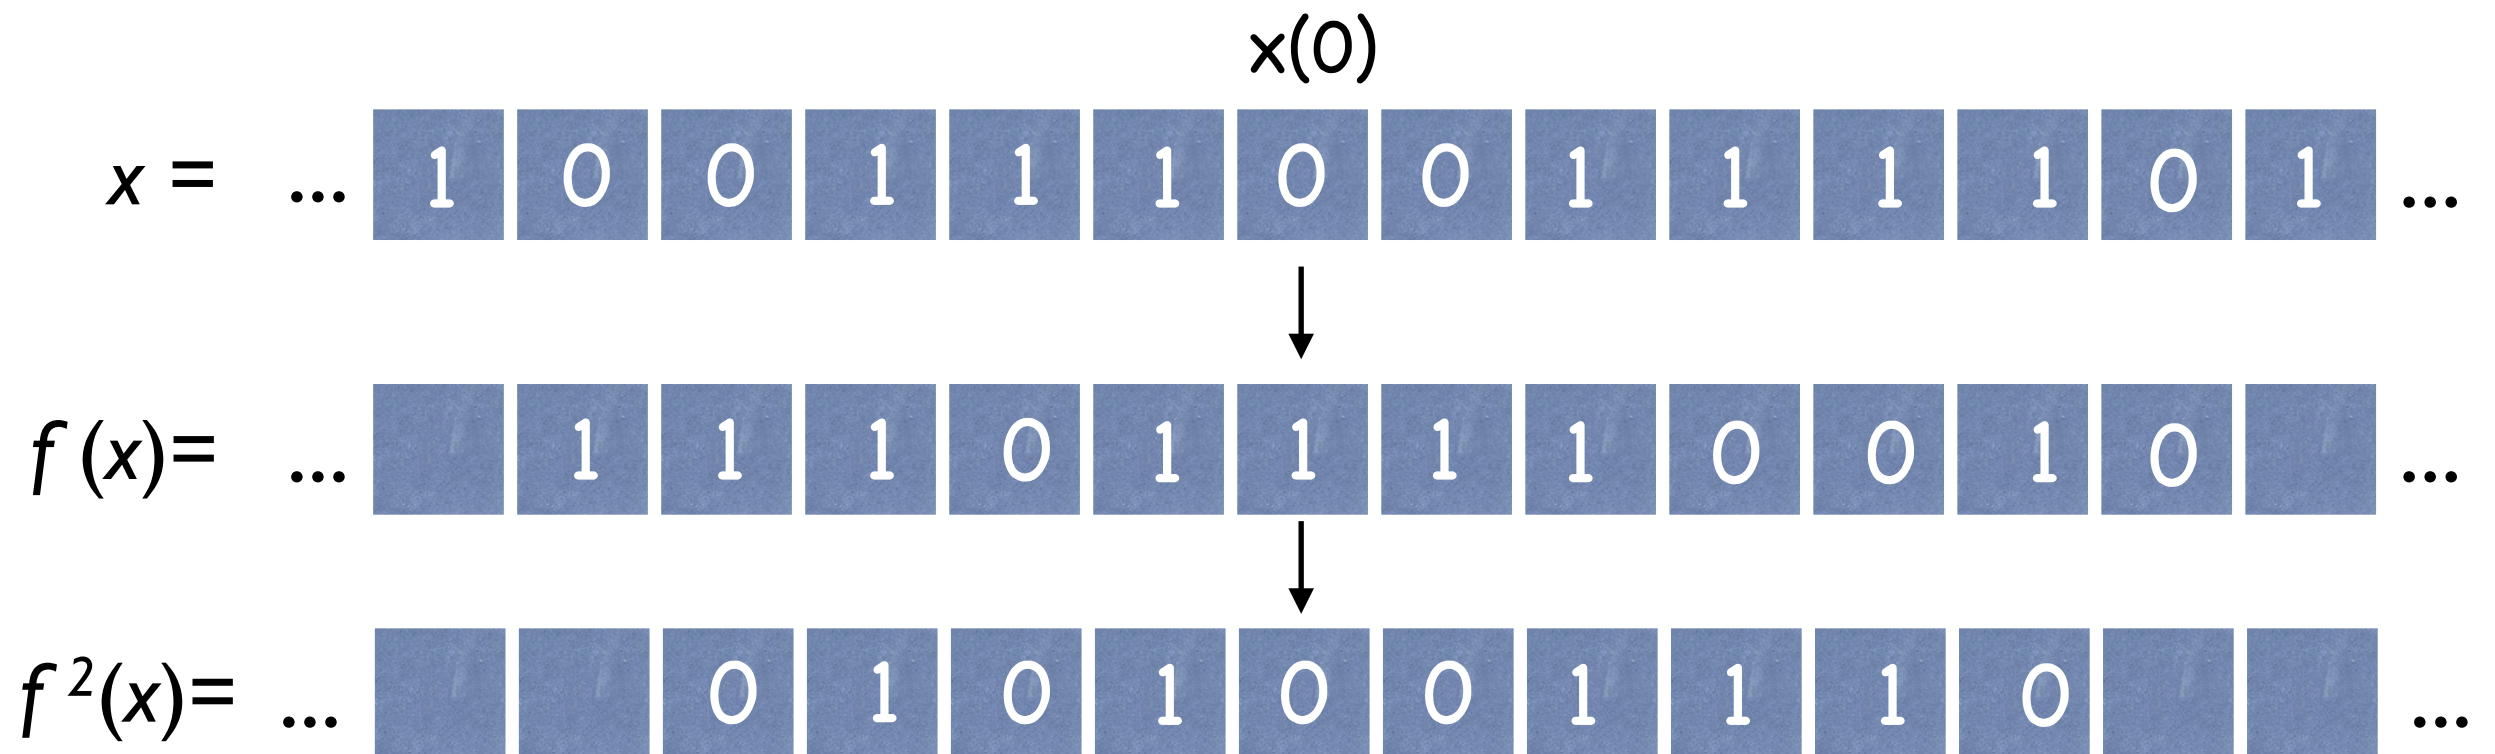 x(0)
x = ... 1 0 0 1 1 1 0 0 1 1 1 1 0 1 ...
f(x)= ... 1 1 1 0 1 1 1 1 0 0 1 0 ...
f²(x)= ... 0 1 0 1 0 0 1 1 1 0 ...